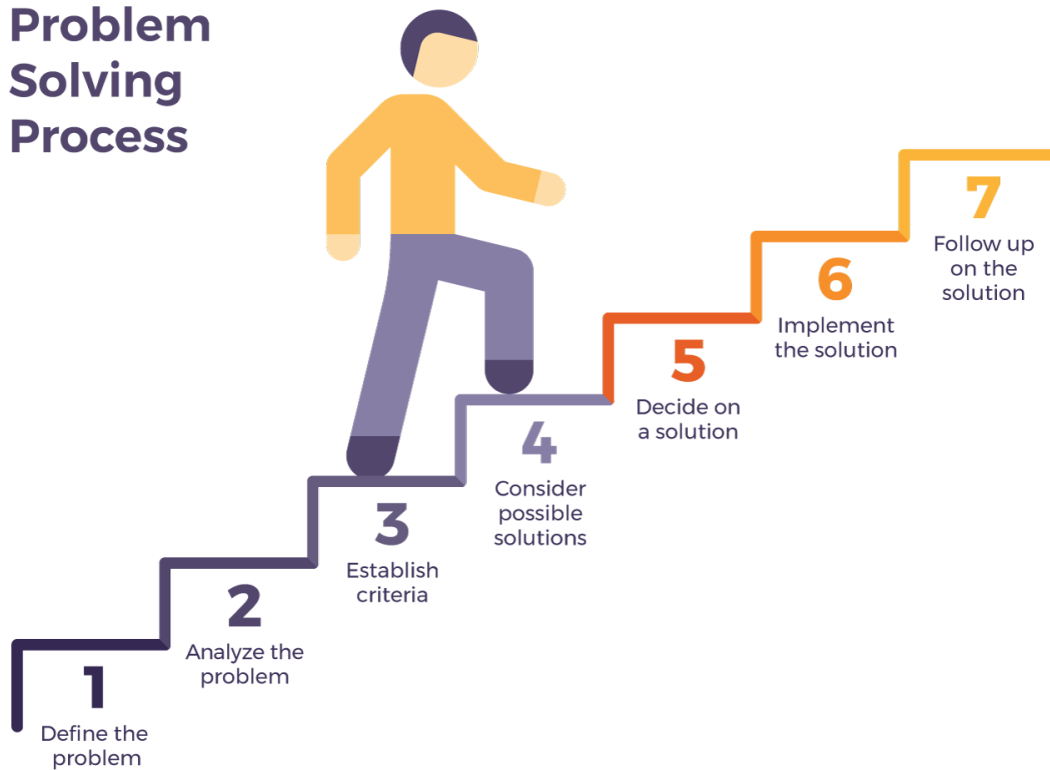 Problem
Solving
Process
1
Define the
problem
2
Analyze the
problem
3
Establish
criteria
4
Consider
possible
solutions
5
Decide on
a solution
6
Implement
the solution
7
Follow up
on the
solution